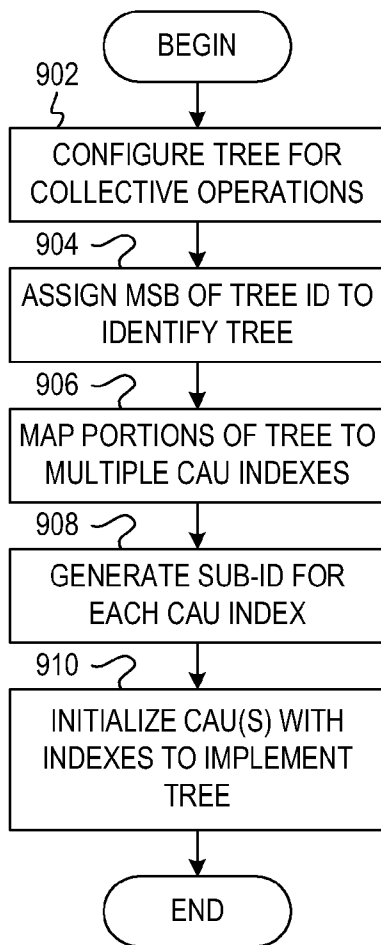 BEGIN
902
CONFIGURE TREE FOR
COLLECTIVE OPERATIONS
904
ASSIGN MSB OF TREE ID TO
IDENTIFY TREE
906
MAP PORTIONS OF TREE TO
MULTIPLE CAU INDEXES
908
GENERATE SUB-ID FOR
EACH CAU INDEX
910
INITIALIZE CAU(S) WITH
INDEXES TO IMPLEMENT
TREE
END